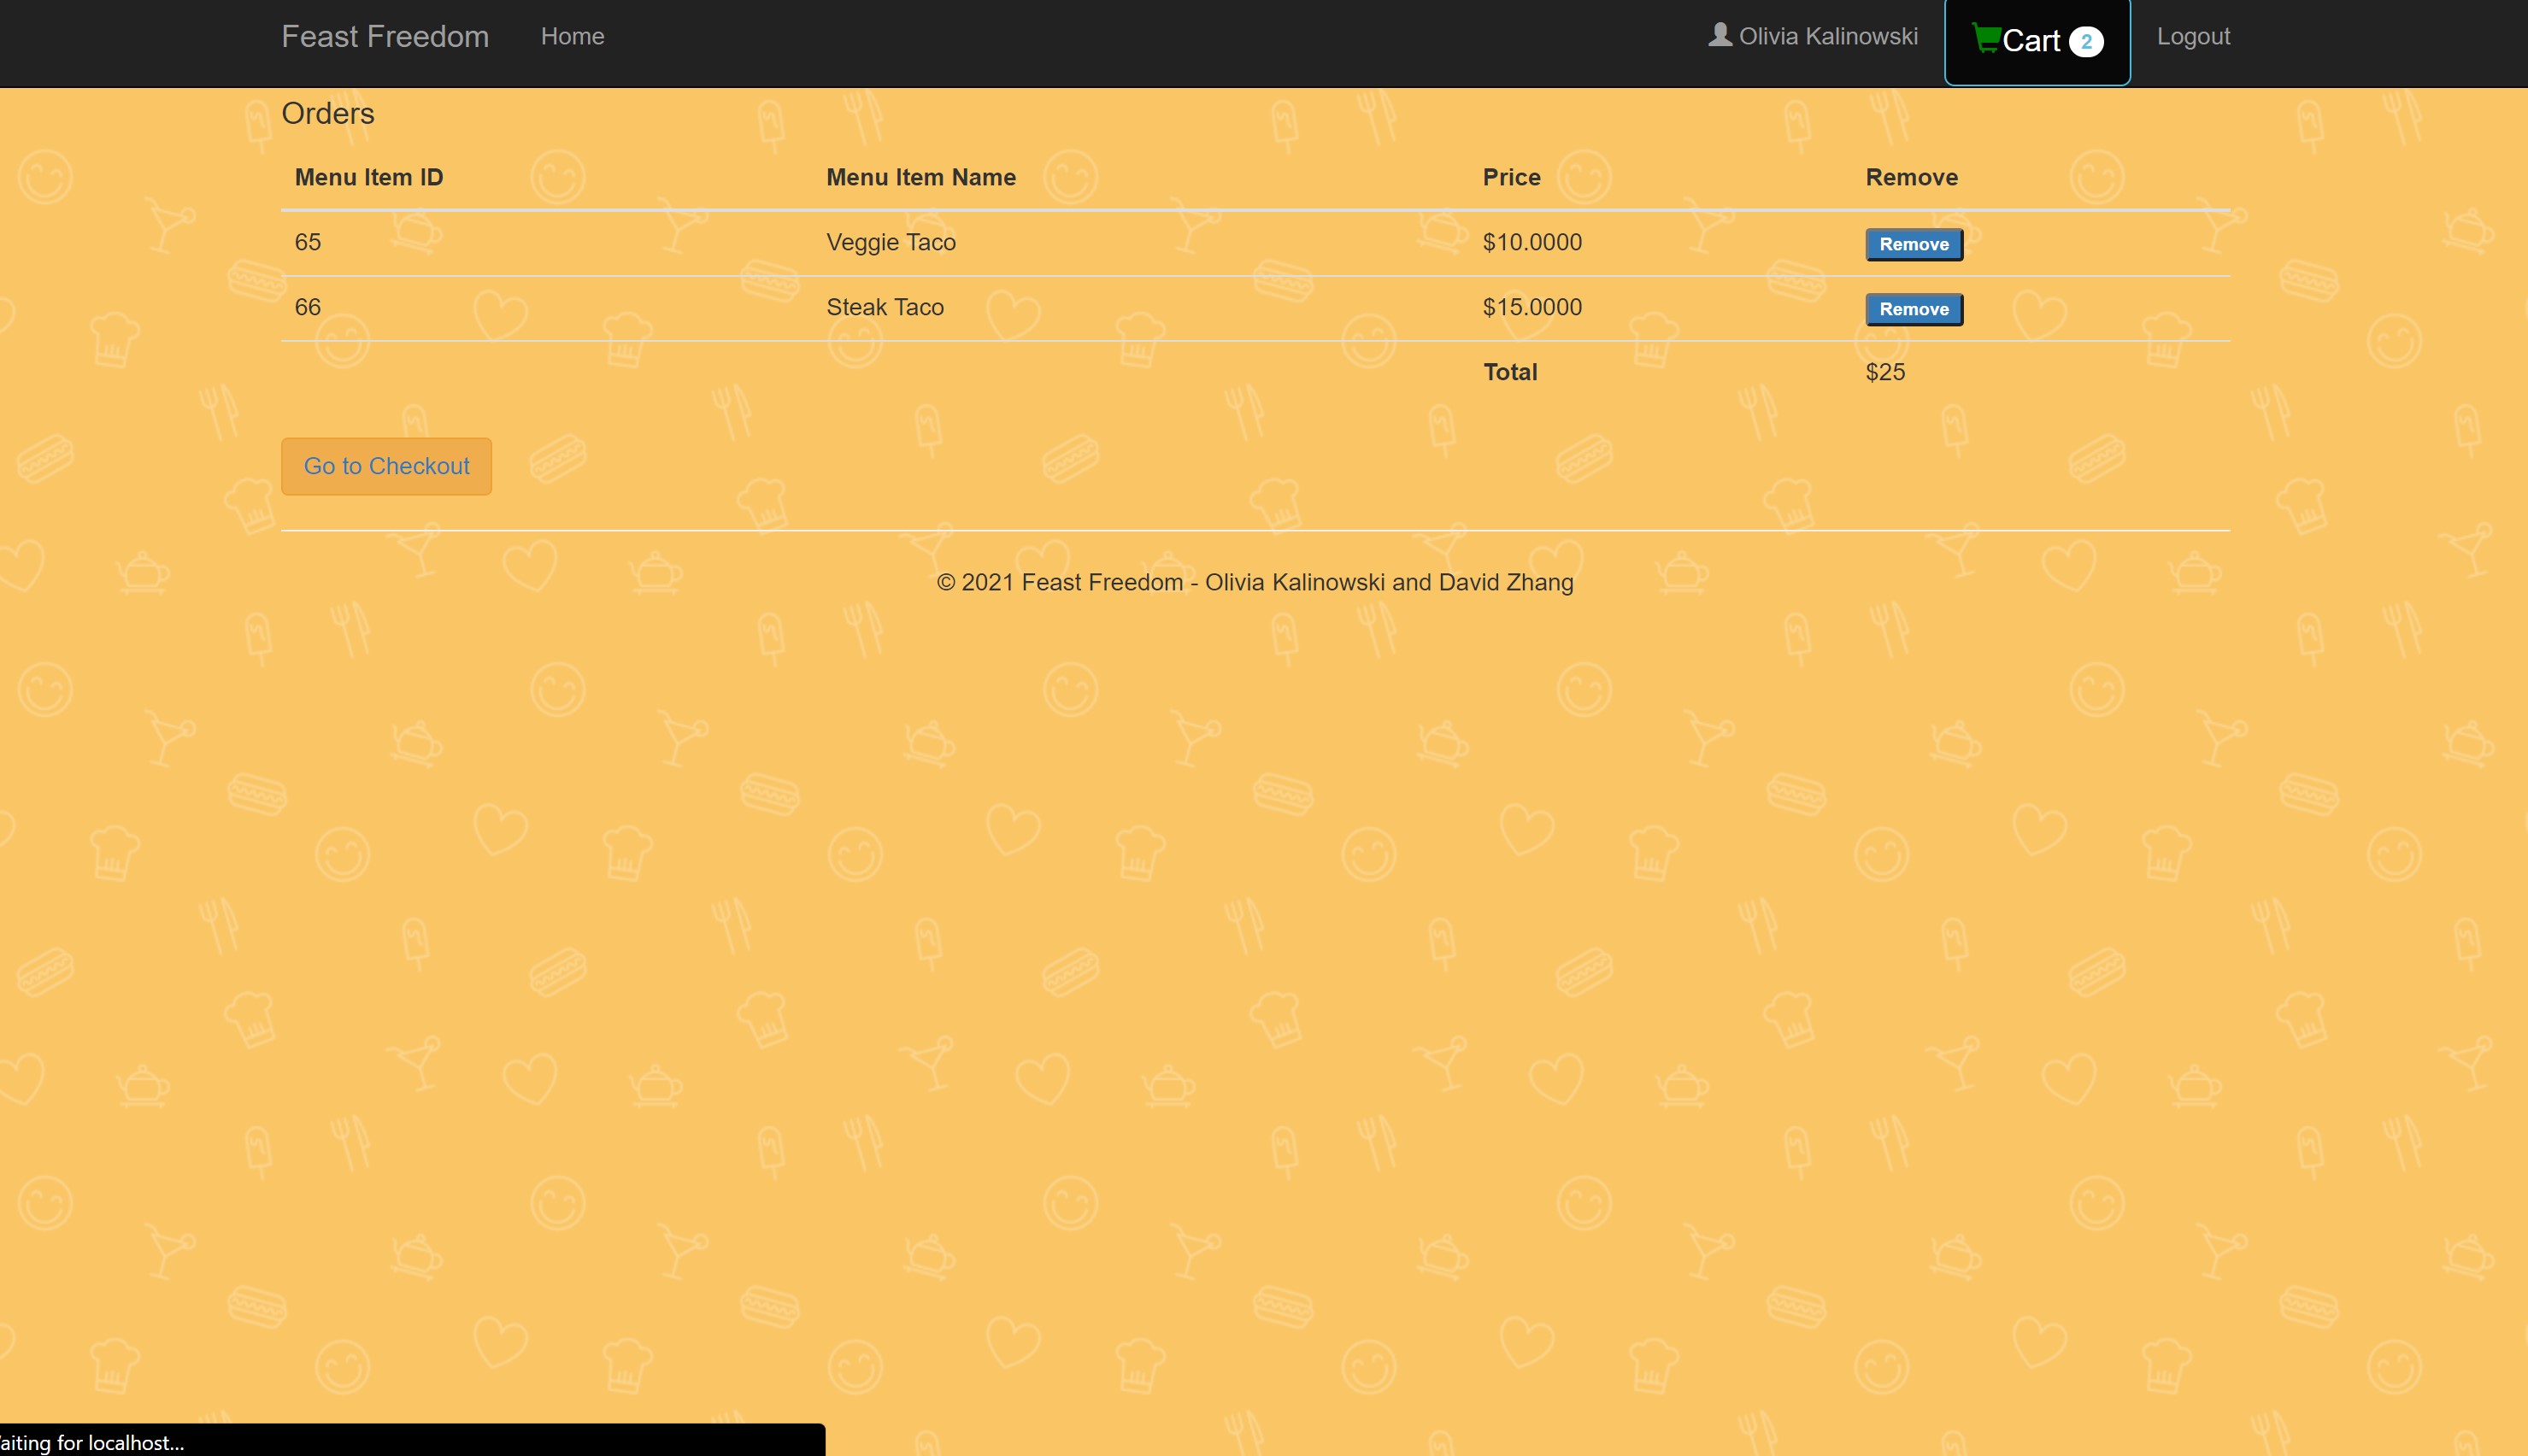 Feast Freedom Home Olivia Kalinowski Cart 2 Logout
Orders
Menu Item ID Menu Item Name Price Remove
65 Veggie Taco $10.0000 Remove
66 Steak Taco $15.0000 Remove
Total $25
Go to Checkout
© 2021 Feast Freedom - Olivia Kalinowski and David Zhang
aiting for localhost...